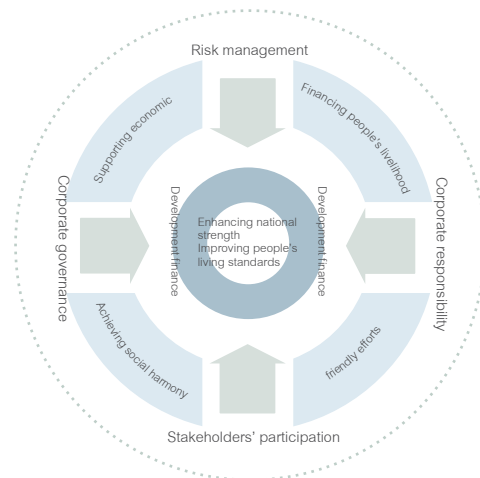 Risk management
Supporting economic
Financing people's livelihood
Corporate governance
Development finance
Enhancing national
strength
Improving people's
living standards
Development finance
Corporate responsibility
Achieving social harmony
friendly efforts
Stakeholders' participation